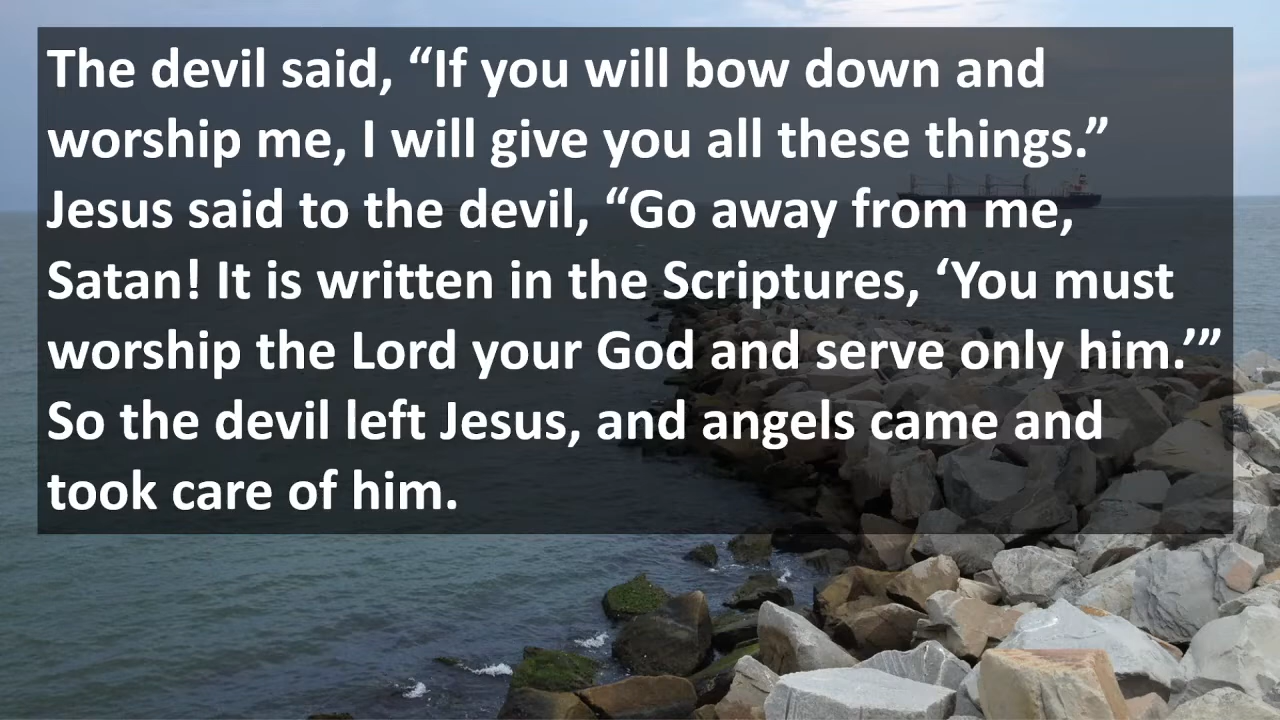 The devil said, “If you will bow down and
worship me, I will give you all these things.”
Jesus said to the devil, “Go away from me,
Satan! It is written in the Scriptures, ‘You must
worship the Lord your God and serve only him.’”
So the devil left Jesus, and angels came and
took care of him.